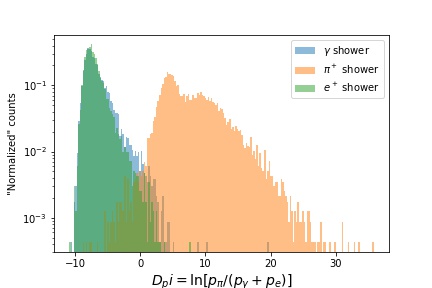 γ shower
π⁺ shower
e⁺ shower
"Normalized" counts
10⁻¹
10⁻²
10⁻³
−10 0 10 20 30
D_p i = ln[p_π/(p_γ + p_e)]